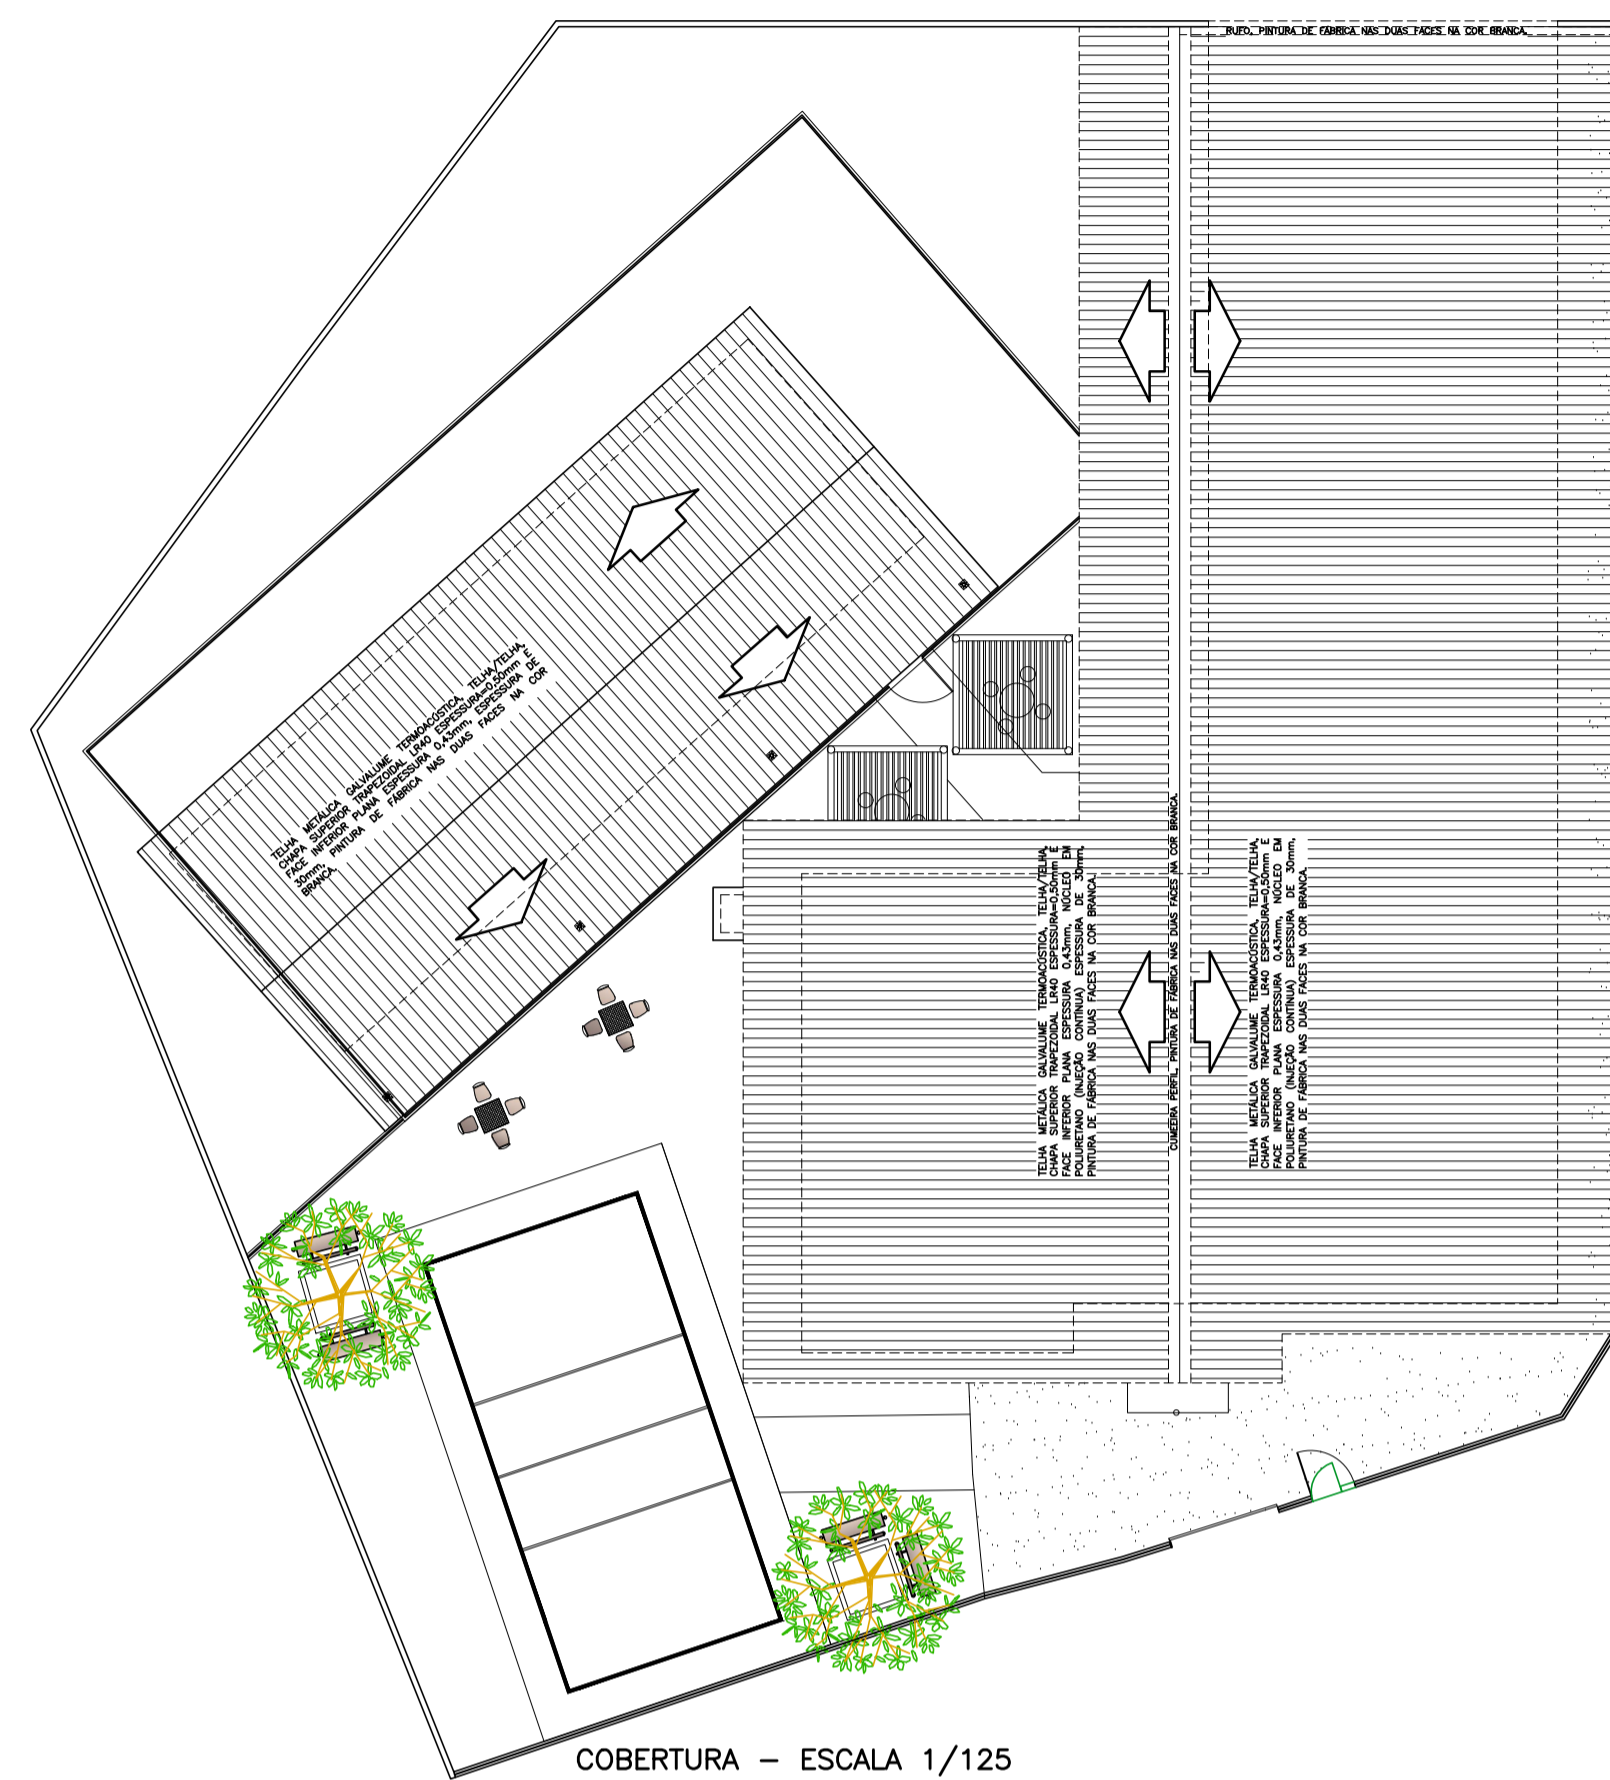 RUFO, PINTURA DE FÁBRICA NAS DUAS FACES NA COR BRANCA.
TELHA METÁLICA GALVALUME TERMOACÚSTICA, TELHA/TELHA,
CHAPA SUPERIOR TRAPEZOIDAL LR40 ESPESSURA=0,50mm E
FACE INFERIOR PLANA ESPESSURA 0,43mm, ESPESSURA DE
30mm, PINTURA DE FÁBRICA NAS DUAS FACES NA COR
BRANCA.
TELHA METÁLICA GALVALUME TERMOACÚSTICA, TELHA/TELHA,
CHAPA SUPERIOR TRAPEZOIDAL LR40 ESPESSURA=0,50mm E
FACE INFERIOR PLANA ESPESSURA 0,43mm, NÚCLEO EM
POLIURETANO (INJEÇÃO CONTÍNUA) ESPESSURA DE 30mm,
PINTURA DE FÁBRICA NAS DUAS FACES NA COR BRANCA.
CUMEEIRA PERFIL, PINTURA DE FÁBRICA NAS DUAS FACES NA COR BRANCA.
TELHA METÁLICA GALVALUME TERMOACÚSTICA, TELHA/TELHA,
CHAPA SUPERIOR TRAPEZOIDAL LR40 ESPESSURA=0,50mm E
FACE INFERIOR PLANA ESPESSURA 0,43mm, NÚCLEO EM
POLIURETANO (INJEÇÃO CONTÍNUA) ESPESSURA DE 30mm,
PINTURA DE FÁBRICA NAS DUAS FACES NA COR BRANCA.
COBERTURA – ESCALA 1/125